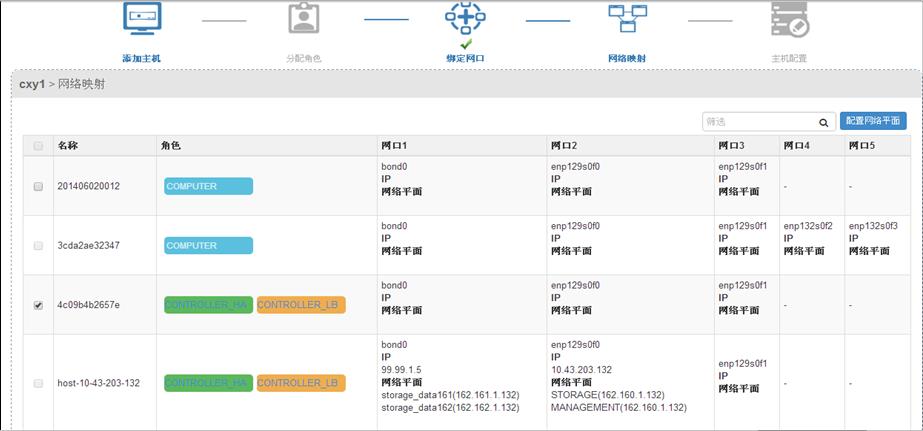 添加主机 分配角色 绑定网口 网络映射 主机配置
cxy1 > 网络映射
筛选 配置网络平面
名称 角色 网口1 网口2 网口3 网口4 网口5
201406020012 COMPUTER
bond0
IP
网络平面
enp129s0f0
IP
网络平面
enp129s0f1
IP
网络平面
- -
3cda2ae32347 COMPUTER
bond0
IP
网络平面
enp129s0f0
IP
网络平面
enp129s0f1
IP
网络平面
enp132s0f2
IP
网络平面
enp132s0f3
IP
网络平面
4c09b4b2657e CONTROLLER_HA CONTROLLER_LB
bond0
IP
网络平面
enp129s0f0
IP
网络平面
enp129s0f1
IP
网络平面
- -
host-10-43-203-132 CONTROLLER_HA CONTROLLER_LB
bond0
IP
99.99.1.5
网络平面
storage_data161(162.161.1.132)
storage_data162(162.162.1.132)
enp129s0f0
IP
10.43.203.132
网络平面
STORAGE(162.160.1.132)
MANAGEMENT(162.160.1.132)
enp129s0f1
IP
网络平面
- -